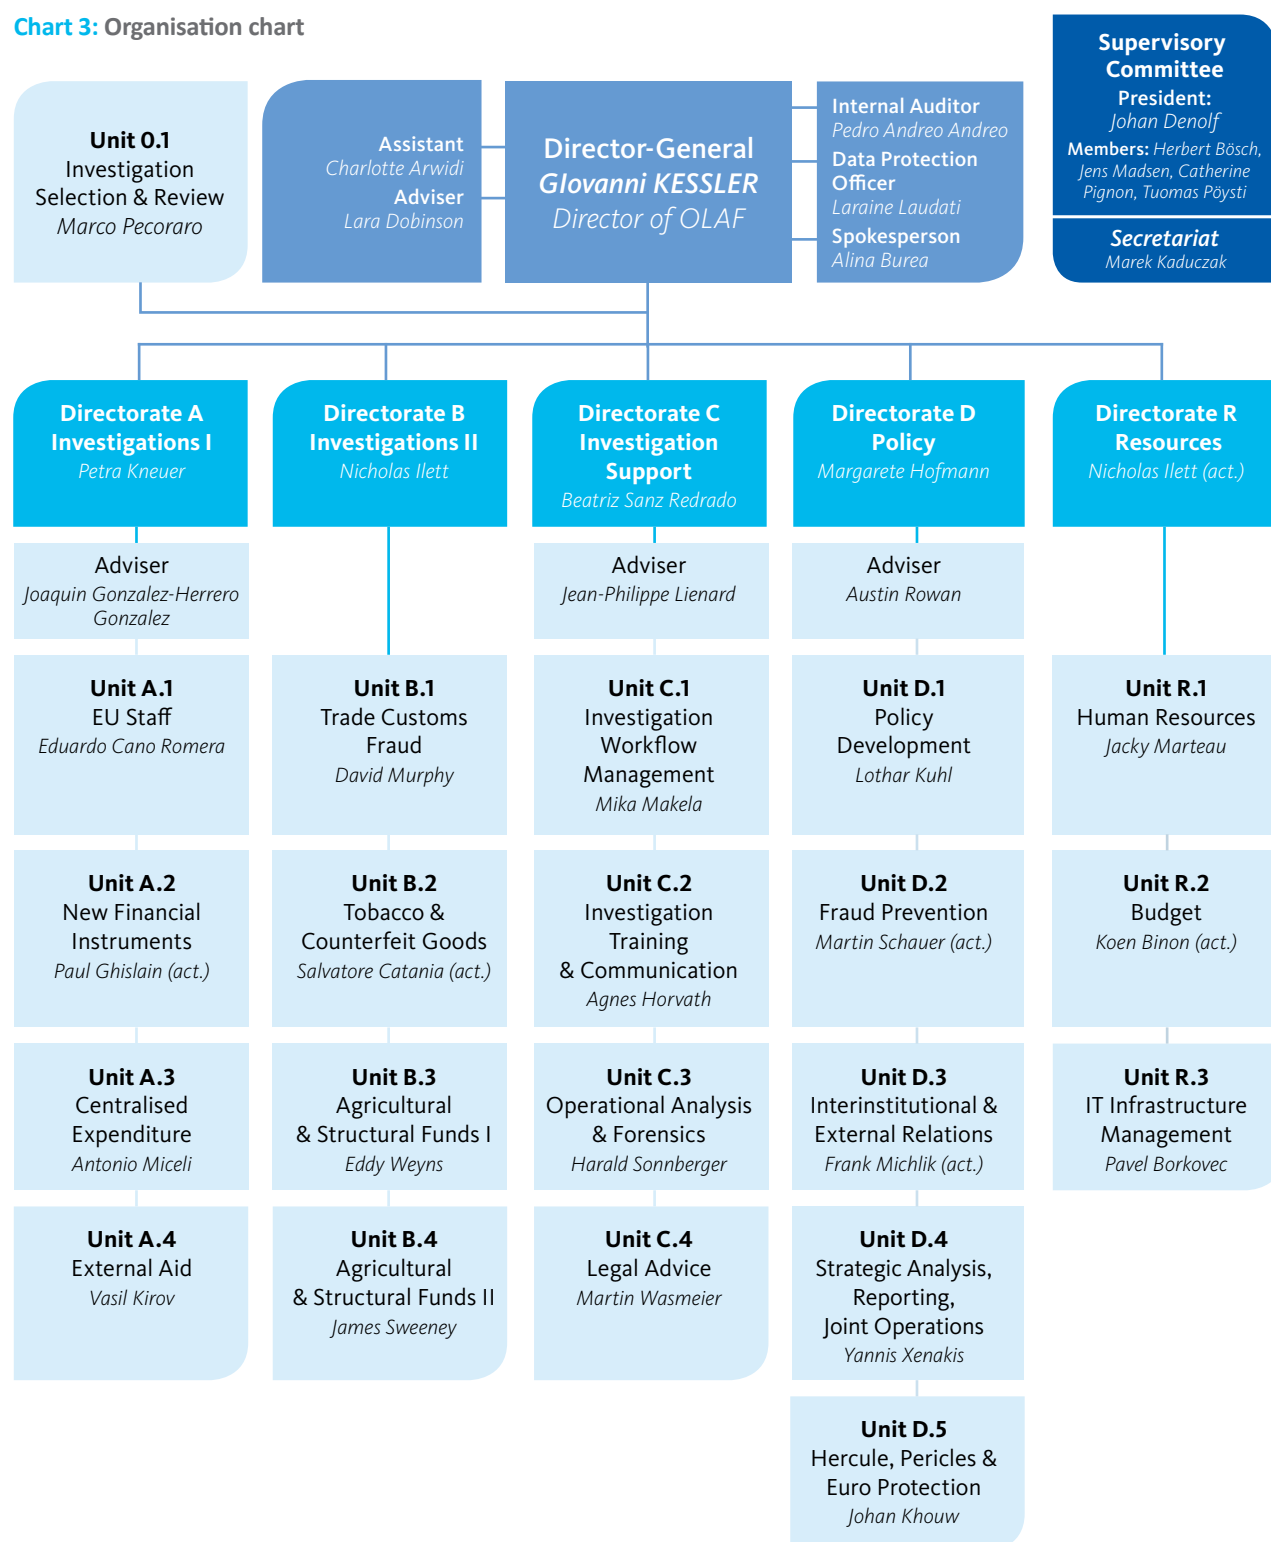 Chart 3: Organisation chart
Unit 0.1
Investigation
Selection & Review
Marco Pecoraro
Assistant
Charlotte Arwidi
Adviser
Lara Dobinson
Director-General
GIovanni KESSLER
Director of OLAF
Internal Auditor
Pedro Andreo Andreo
Data Protection
Officer
Laraine Laudati
Spokesperson
Alina Burea
Supervisory
Committee
President:
Johan Denolf
Members: Herbert Bösch,
Jens Madsen, Catherine
Pignon, Tuomas Pöysti
Secretariat
Marek Kaduczak
Directorate A
Investigations I
Petra Kneuer
Directorate B
Investigations II
Nicholas Ilett
Directorate C
Investigation
Support
Beatriz Sanz Redrado
Directorate D
Policy
Margarete Hofmann
Directorate R
Resources
Nicholas Ilett (act.)
Adviser
Joaquin Gonzalez-Herrero
Gonzalez
Adviser
Jean-Philippe Lienard
Adviser
Austin Rowan
Unit A.1
EU Staff
Eduardo Cano Romera
Unit B.1
Trade Customs
Fraud
David Murphy
Unit C.1
Investigation
Workflow
Management
Mika Makela
Unit D.1
Policy
Development
Lothar Kuhl
Unit R.1
Human Resources
Jacky Marteau
Unit A.2
New Financial
Instruments
Paul Ghislain (act.)
Unit B.2
Tobacco &
Counterfeit Goods
Salvatore Catania (act.)
Unit C.2
Investigation
Training
& Communication
Agnes Horvath
Unit D.2
Fraud Prevention
Martin Schauer (act.)
Unit R.2
Budget
Koen Binon (act.)
Unit A.3
Centralised
Expenditure
Antonio Miceli
Unit B.3
Agricultural
& Structural Funds I
Eddy Weyns
Unit C.3
Operational Analysis
& Forensics
Harald Sonnberger
Unit D.3
Interinstitutional &
External Relations
Frank Michlik (act.)
Unit R.3
IT Infrastructure
Management
Pavel Borkovec
Unit A.4
External Aid
Vasil Kirov
Unit B.4
Agricultural
& Structural Funds II
James Sweeney
Unit C.4
Legal Advice
Martin Wasmeier
Unit D.4
Strategic Analysis,
Reporting,
Joint Operations
Yannis Xenakis
Unit D.5
Hercule, Pericles &
Euro Protection
Johan Khouw